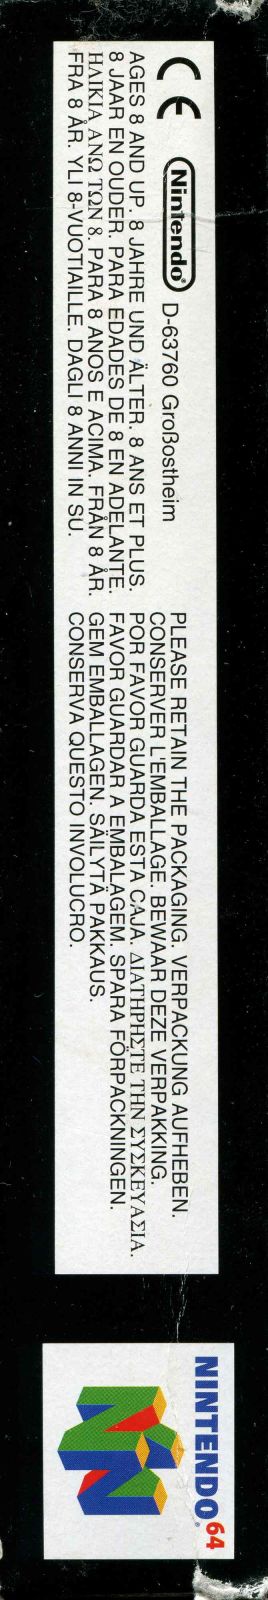 CE
Nintendo® D-63760 Großostheim
AGES 8 AND UP. 8 JAHRE UND ÄLTER. 8 ANS ET PLUS.
8 JAAR EN OUDER. PARA EDADES DE 8 EN ADELANTE.
ΗΛΙΚΙΑ ΑΝΩ ΤΩΝ 8. PARA 8 ANOS E ACIMA. FRÅN 8 ÅR.
FRA 8 ÅR. YLI 8-VUOTIAILLE. DAGLI 8 ANNI IN SU.
PLEASE RETAIN THE PACKAGING. VERPACKUNG AUFHEBEN.
CONSERVER L'EMBALLAGE. BEWAAR DEZE VERPAKKING.
POR FAVOR GUARDA ESTA CAJA. ΔΙΑΤΗΡΗΣΤΕ ΤΗΝ ΣΥΣΚΕΥΑΣΙΑ.
FAVOR GUARDAR A EMBALAGEM. SPARA FÖRPACKNINGEN.
GEM EMBALLAGEN. SÄILYTÄ PAKKAUS.
CONSERVA QUESTO INVOLUCRO.
NINTENDO64